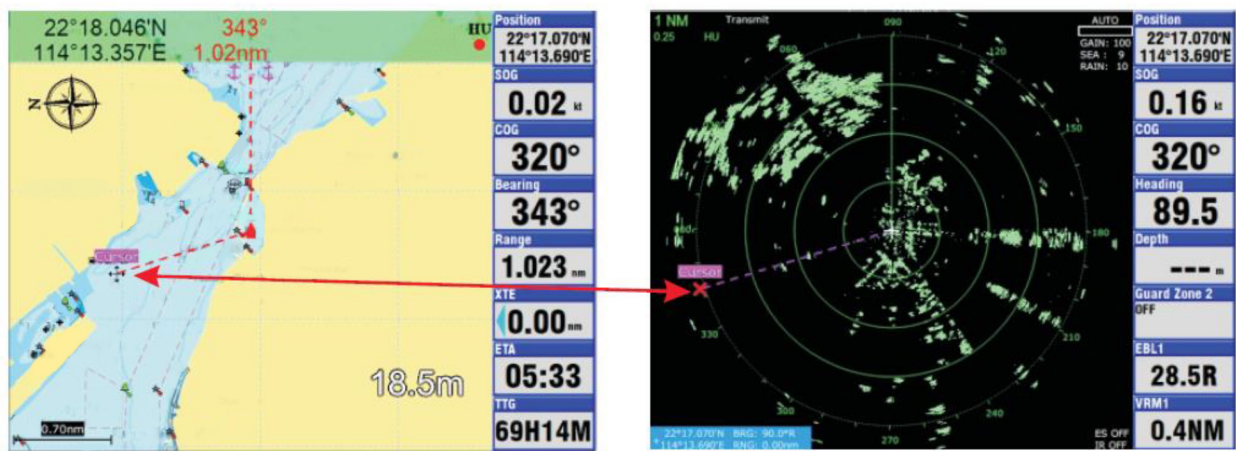 22°18.046'N 343°
114°13.357'E 1.02nm
HU
N
Cursor
18.5m
0.70nm
Position
22°17.070'N
114°13.690'E
SOG
0.02 kt
COG
320°
Bearing
343°
Range
1.023 nm
XTE
0.00 nm
ETA
05:33
TTG
69H14M
1 NM Transmit
0.25 HU
090
AUTO
GAIN: 100
SEA : 9
RAIN: 10
060
120
150
180
Cursor
330
210
300
240
270
22°17.070'N BRG: 90.0°R
114°13.690'E RNG: 0.00nm
ES OFF
IR OFF
Position
22°17.070'N
114°13.690'E
SOG
0.16 kt
COG
320°
Heading
89.5
Depth
--- m
Guard Zone 2
OFF
EBL1
28.5R
VRM1
0.4NM